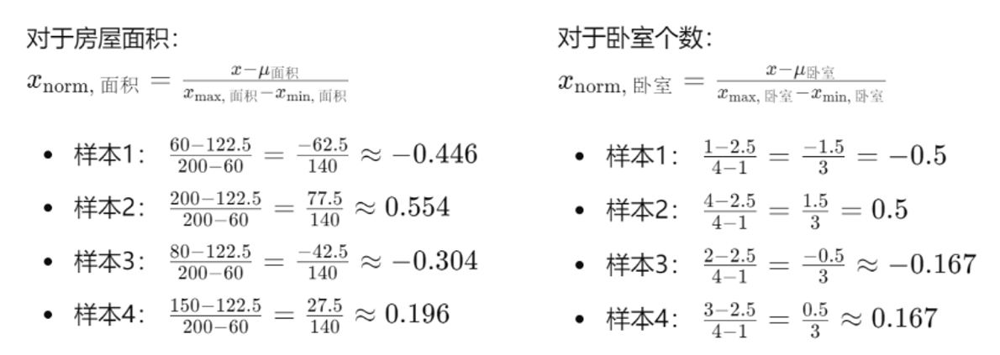 对于房屋面积：
$x_{\text{norm, 面积}} = \frac{x-\mu_{\text{面积}}}{x_{\text{max, 面积}}-x_{\text{min, 面积}}}$
• 样本1： $\frac{60-122.5}{200-60} = \frac{-62.5}{140} \approx -0.446$
• 样本2： $\frac{200-122.5}{200-60} = \frac{77.5}{140} \approx 0.554$
• 样本3： $\frac{80-122.5}{200-60} = \frac{-42.5}{140} \approx -0.304$
• 样本4： $\frac{150-122.5}{200-60} = \frac{27.5}{140} \approx 0.196$
对于卧室个数：
$x_{\text{norm, 卧室}} = \frac{x-\mu_{\text{卧室}}}{x_{\text{max, 卧室}}-x_{\text{min, 卧室}}}$
• 样本1： $\frac{1-2.5}{4-1} = \frac{-1.5}{3} = -0.5$
• 样本2： $\frac{4-2.5}{4-1} = \frac{1.5}{3} = 0.5$
• 样本3： $\frac{2-2.5}{4-1} = \frac{-0.5}{3} \approx -0.167$
• 样本4： $\frac{3-2.5}{4-1} = \frac{0.5}{3} \approx 0.167$